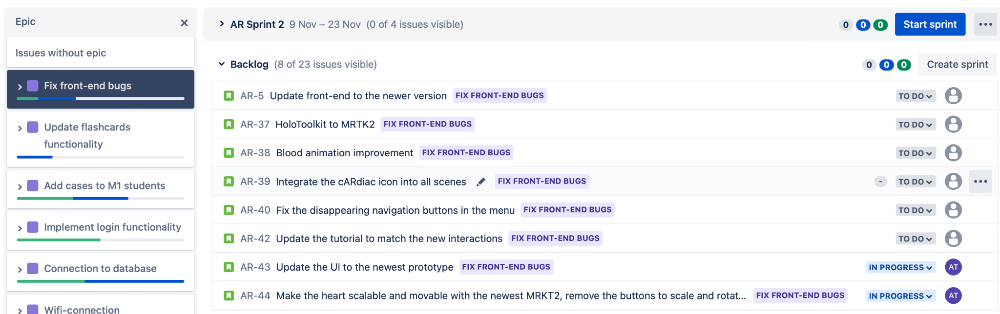 Epic
Issues without epic
Fix front-end bugs
Update flashcards
functionality
Add cases to M1 students
Implement login functionality
Connection to database
Wifi-connection
AR Sprint 2 9 Nov – 23 Nov (0 of 4 issues visible) 0 0 0 Start sprint
Backlog (8 of 23 issues visible) 0 0 0 Create sprint
AR-5 Update front-end to the newer version FIX FRONT-END BUGS TO DO
AR-37 HoloToolkit to MRTK2 FIX FRONT-END BUGS TO DO
AR-38 Blood animation improvement FIX FRONT-END BUGS TO DO
AR-39 Integrate the cARdiac icon into all scenes FIX FRONT-END BUGS - TO DO
AR-40 Fix the disappearing navigation buttons in the menu FIX FRONT-END BUGS TO DO
AR-42 Update the tutorial to match the new interactions FIX FRONT-END BUGS TO DO
AR-43 Update the UI to the newest prototype FIX FRONT-END BUGS IN PROGRESS AT
AR-44 Make the heart scalable and movable with the newest MRKT2, remove the buttons to scale and rotat... FIX FRONT-END BUGS IN PROGRESS AT